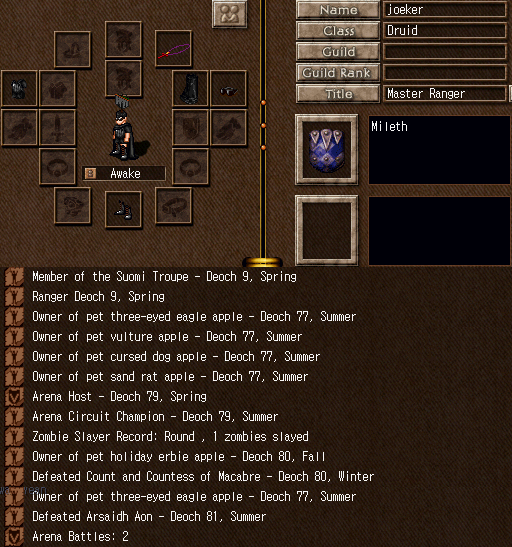 Name joeker
Class Druid
Guild
Guild Rank
Title Master Ranger
Mileth
Awake
Member of the Suomi Troupe - Deoch 9, Spring
Ranger Deoch 9, Spring
Owner of pet three-eyed eagle apple - Deoch 77, Summer
Owner of pet vulture apple - Deoch 77, Summer
Owner of pet cursed dog apple - Deoch 77, Summer
Owner of pet sand rat apple - Deoch 77, Summer
Arena Host - Deoch 79, Spring
Arena Circuit Champion - Deoch 79, Summer
Zombie Slayer Record: Round , 1 zombies slayed
Owner of pet holiday erbie apple - Deoch 80, Fall
Defeated Count and Countess of Macabre - Deoch 80, Winter
Owner of pet three-eyed eagle apple - Deoch 77, Summer
Defeated Arsaidh Aon - Deoch 81, Summer
Arena Battles: 2